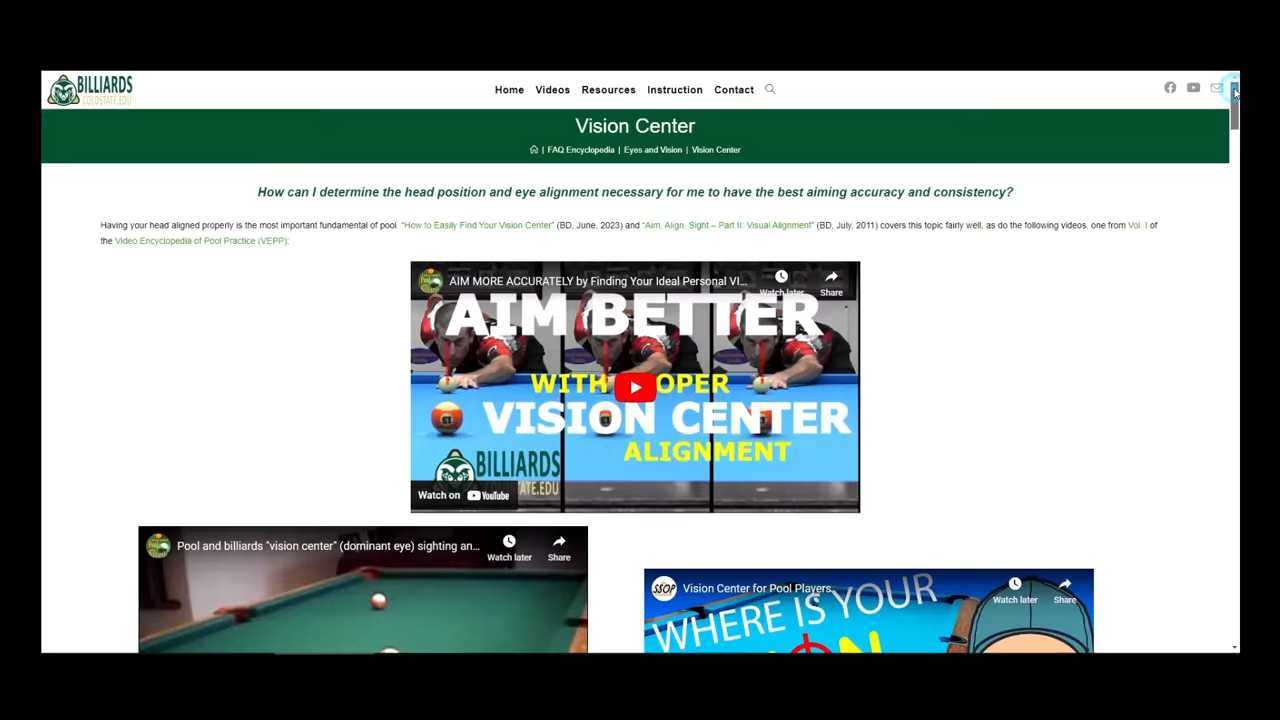 BILLIARDS
COLOSTATE.EDU
Home Videos Resources Instruction Contact
Vision Center
| FAQ Encyclopedia | Eyes and Vision | Vision Center
How can I determine the head position and eye alignment necessary for me to have the best aiming accuracy and consistency?
Having your head aligned properly is the most important fundamental of pool. “How to Easily Find Your Vision Center” (BD, June, 2023) and “Aim, Align, Sight – Part II: Visual Alignment” (BD, July, 2011) covers this topic fairly well, as do the following videos, one from Vol. I of
the Video Encyclopedia of Pool Practice (VEPP):
AIM MORE ACCURATELY by Finding Your Ideal Personal VI...
Watch later Share
AIM BETTER
WITH OPER
VISION CENTER
ALIGNMENT
BILLIARDS
STATE.EDU
Watch on YouTube
Pool and billiards "vision center" (dominant eye) sighting an...
Watch later Share
SSOP
Vision Center for Pool Players
Watch later Share
WHERE IS YOUR